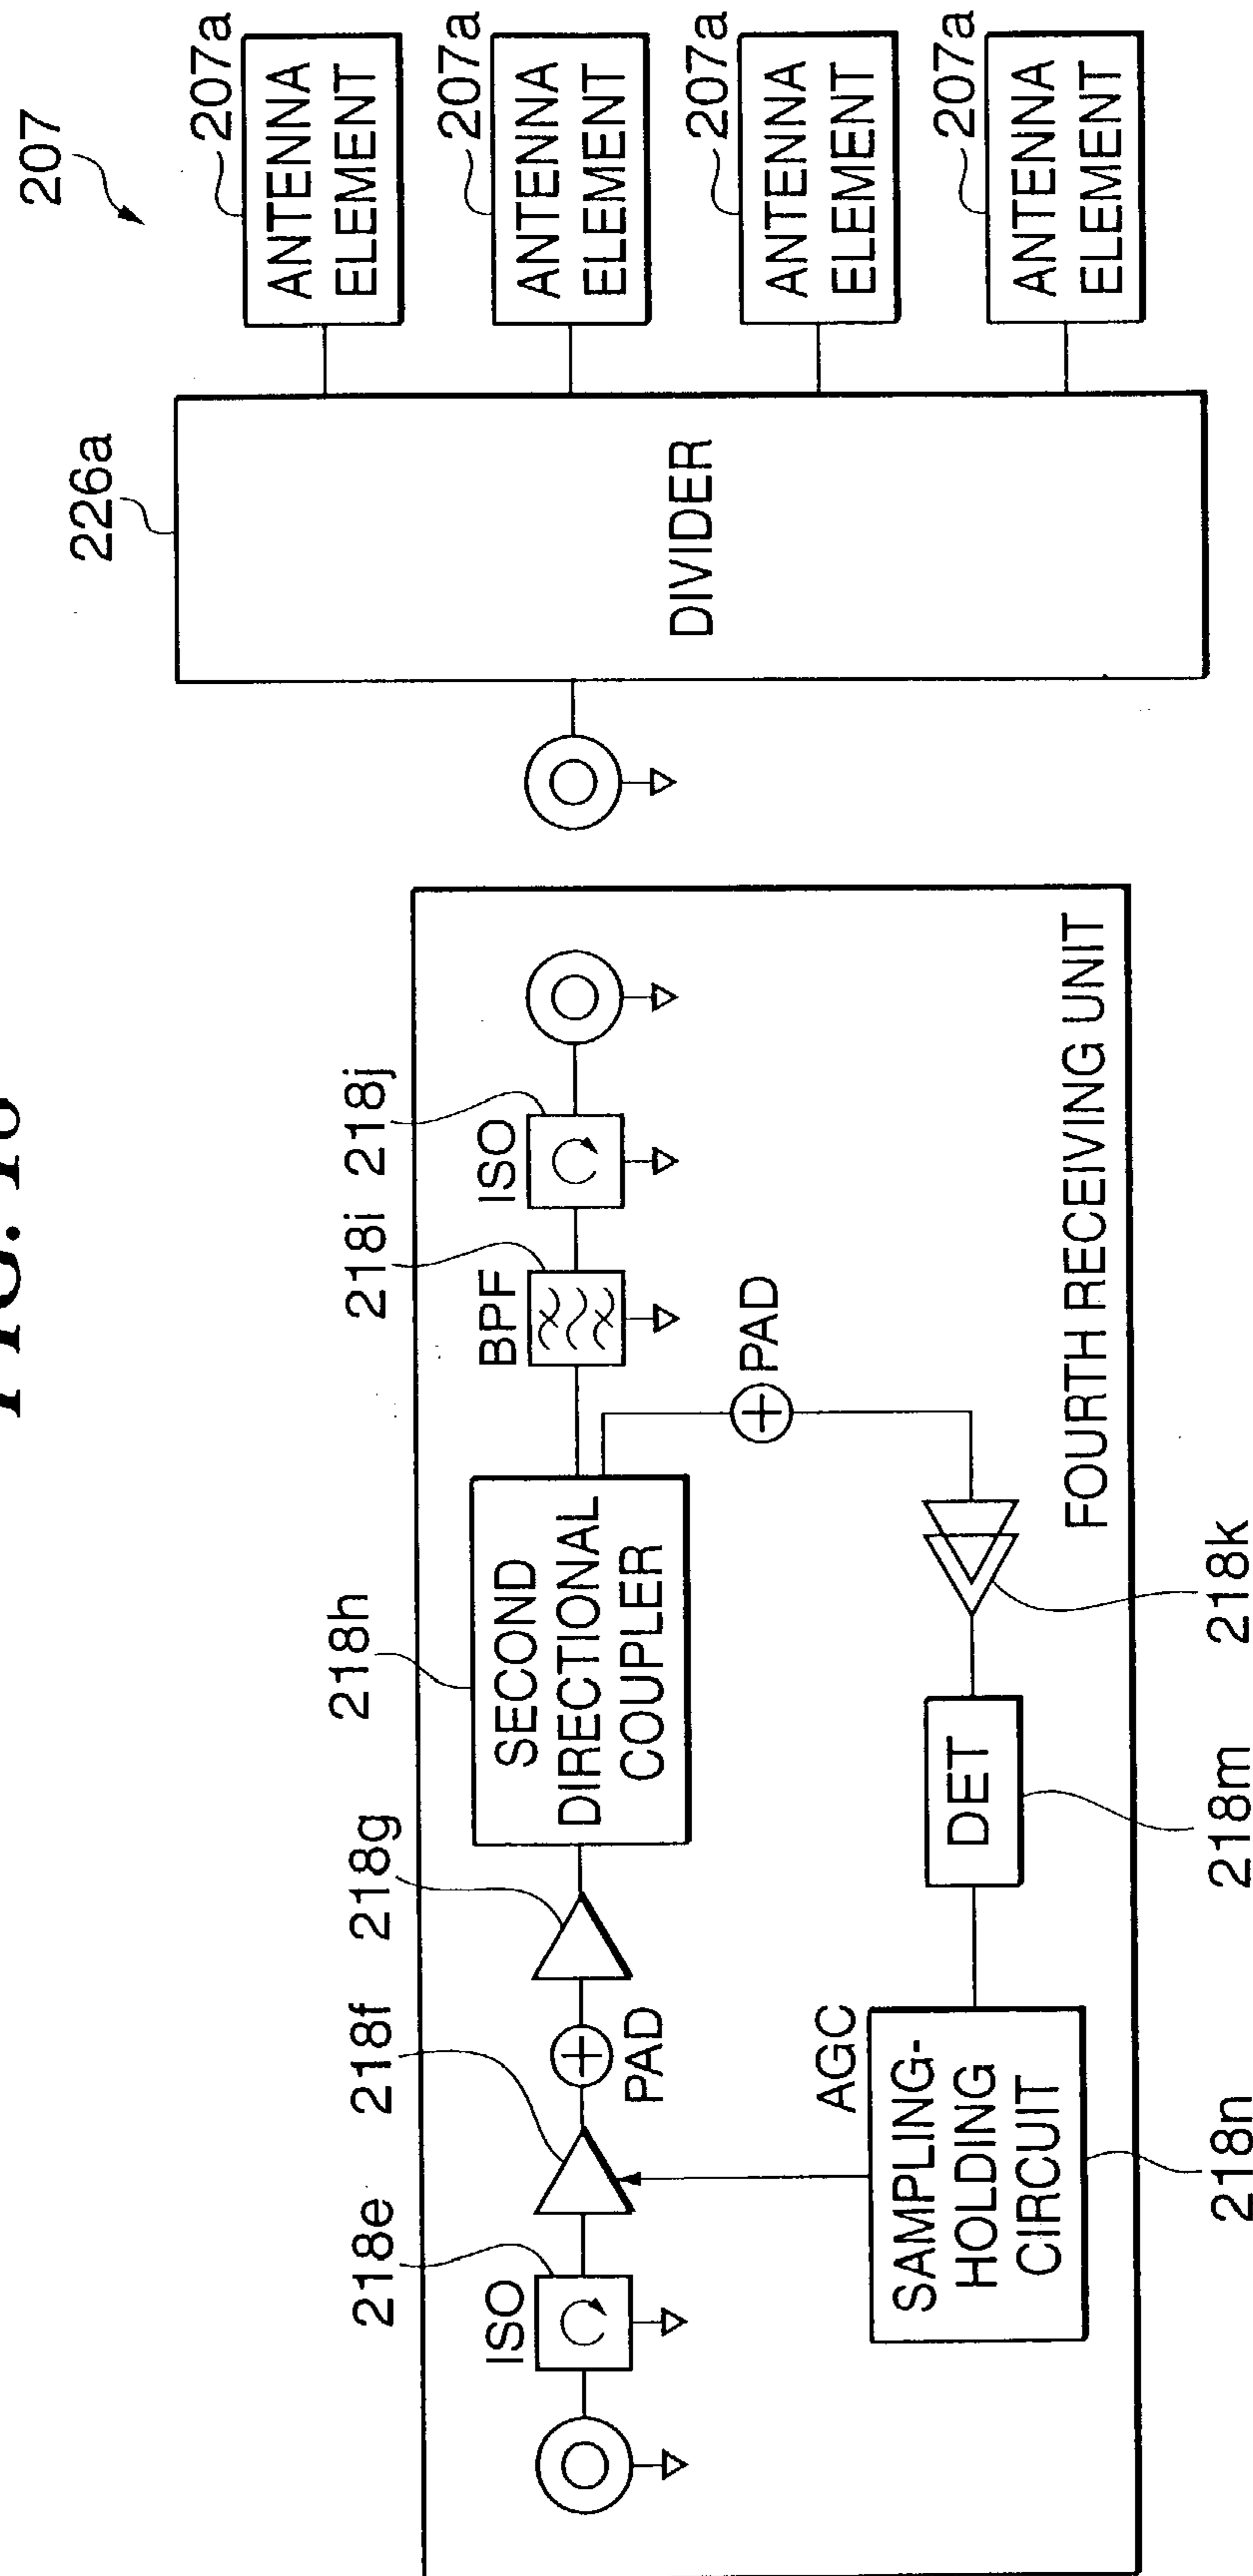 207
226a
207a
ANTENNA
ELEMENT
207a
ANTENNA
ELEMENT
207a
ANTENNA
ELEMENT
207a
ANTENNA
ELEMENT
DIVIDER
218e
218f
218g
218h
218i
218j
ISO
PAD
SECOND
DIRECTIONAL
COUPLER
BPF
ISO
PAD
AGC
SAMPLING-
HOLDING
CIRCUIT
DET
FOURTH RECEIVING UNIT
218n
218m
218k